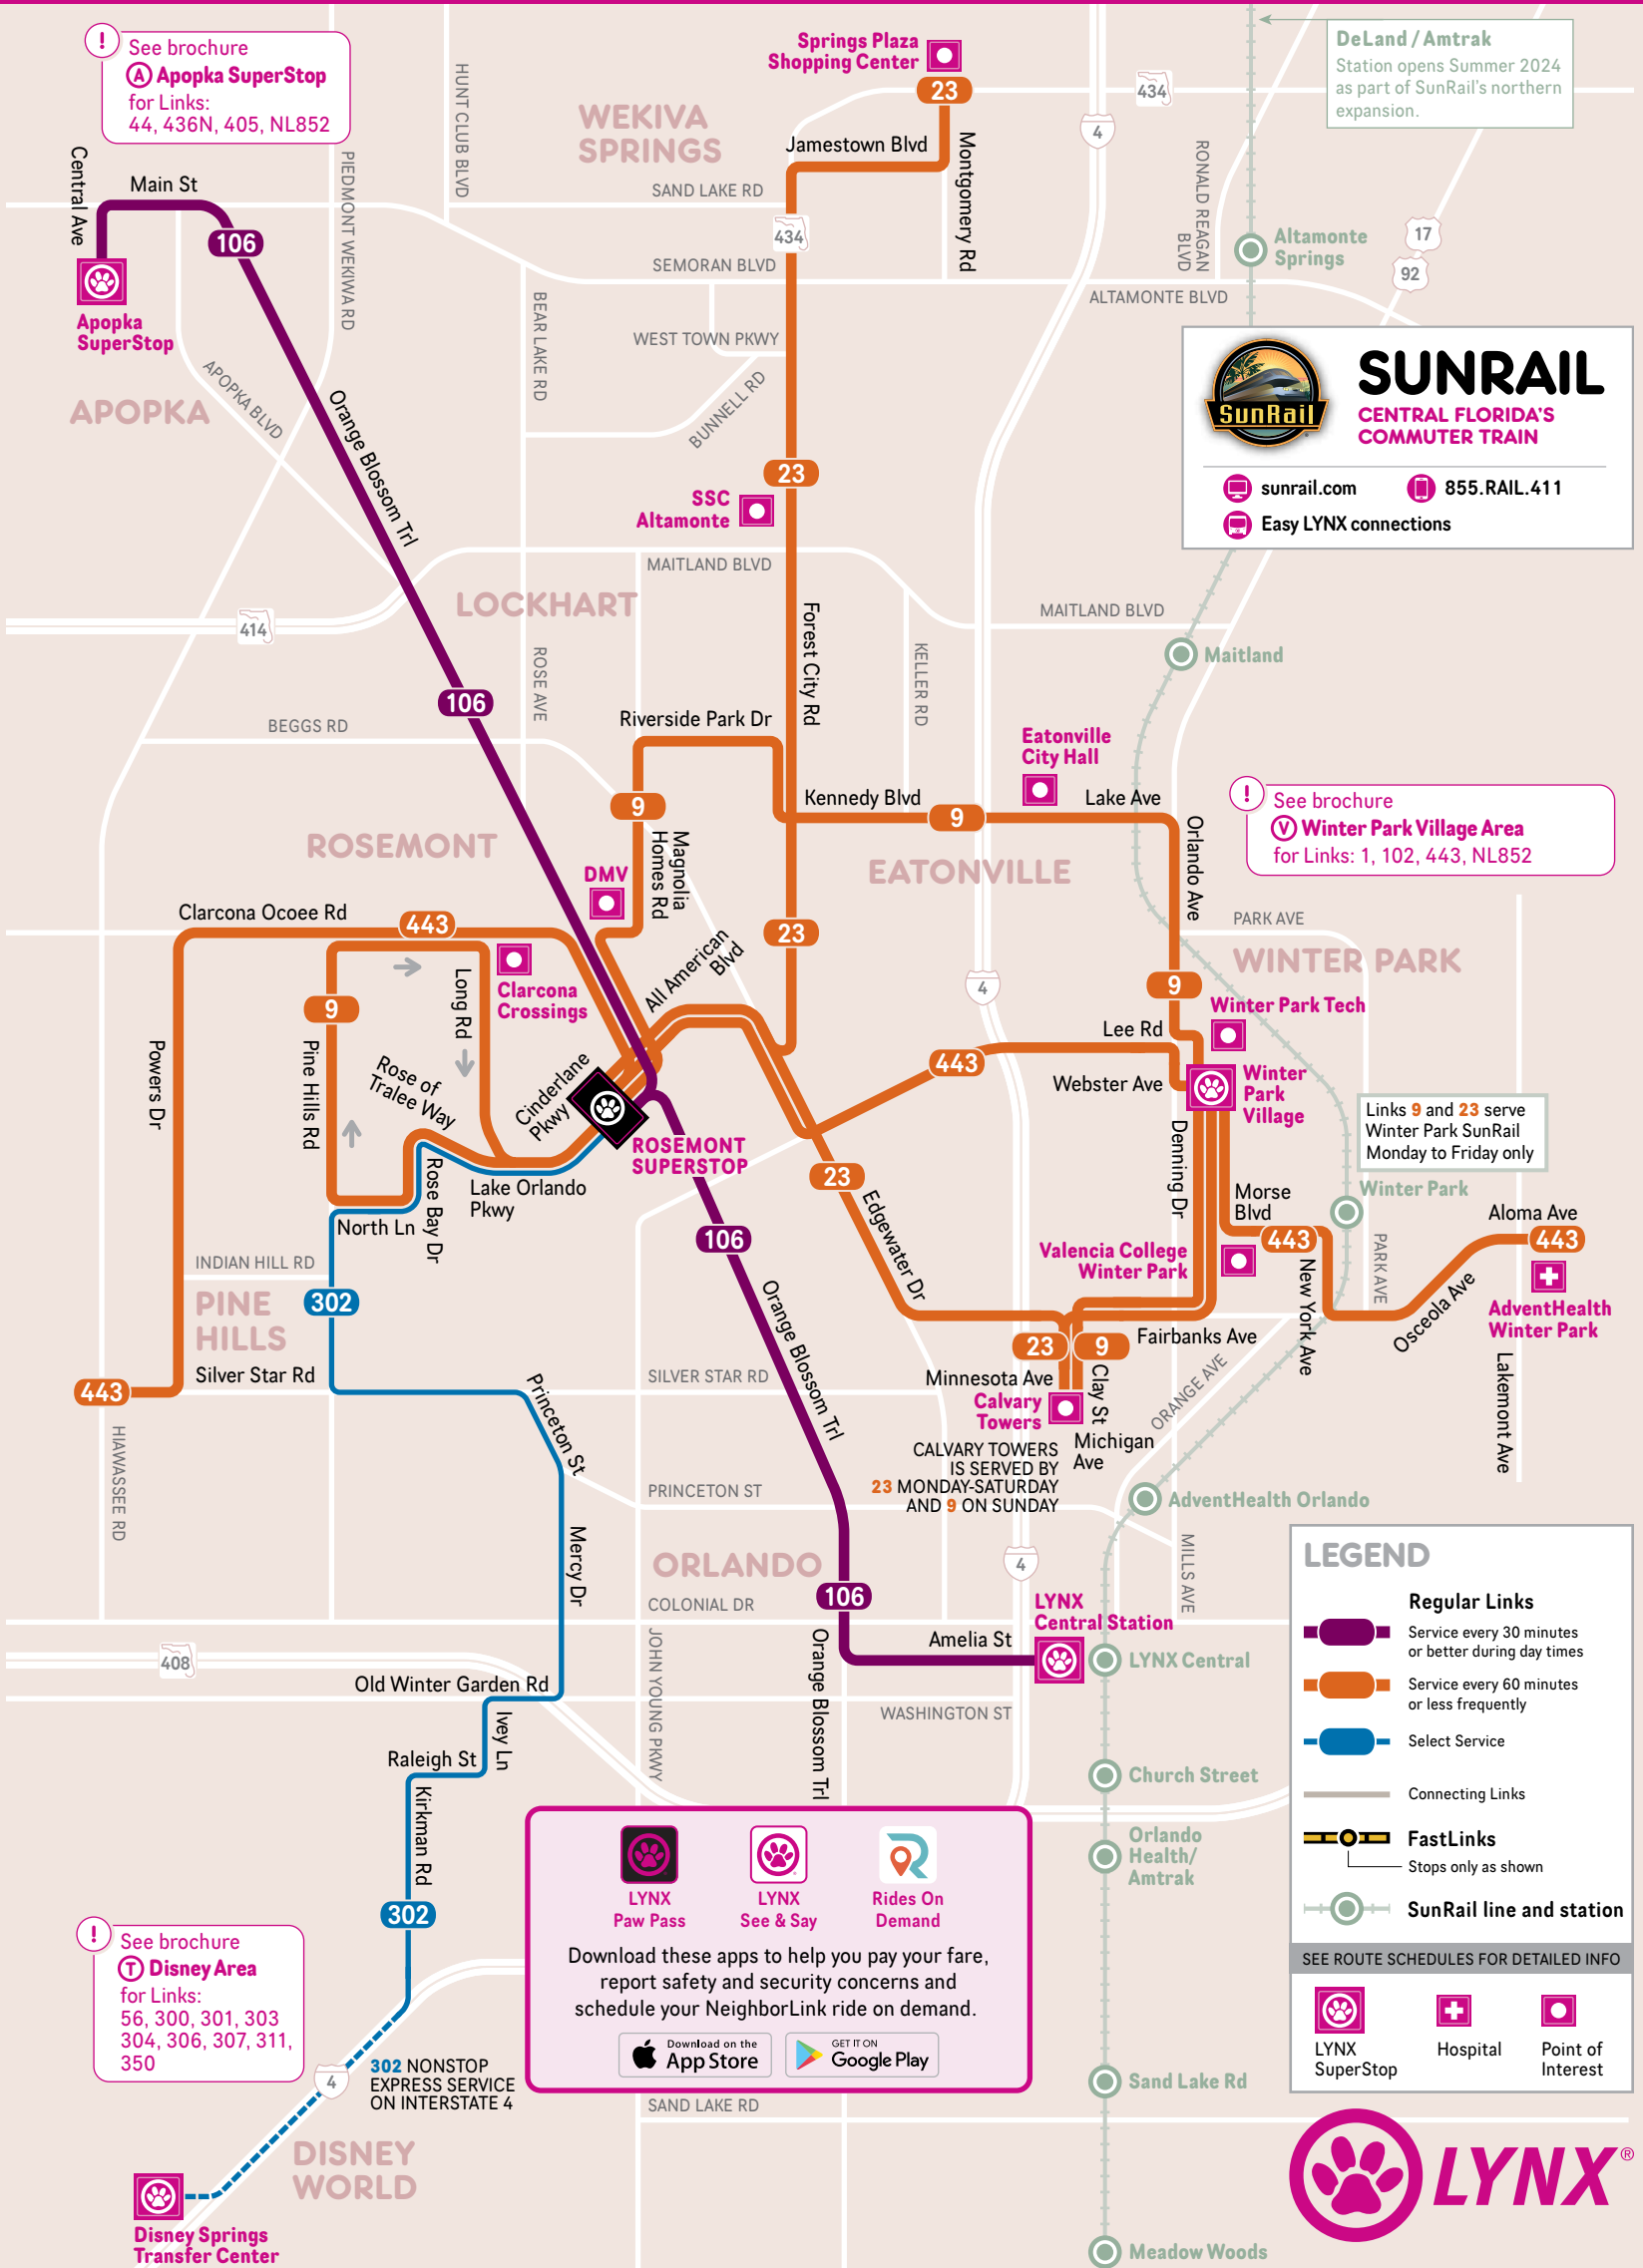 ! See brochure
A Apopka SuperStop
for Links:
44, 436N, 405, NL852
Springs Plaza
Shopping Center
23
434
4
DeLand / Amtrak
Station opens Summer 2024
as part of SunRail's northern
expansion.
WEKIVA
SPRINGS
HUNT CLUB BLVD
Jamestown Blvd
Montgomery Rd
RONALD REAGAN
BLVD
Central Ave
Main St
PIEDMONT WEKIWA RD
SAND LAKE RD
106
434
SEMORAN BLVD
Altamonte
Springs
17
92
ALTAMONTE BLVD
Apopka
SuperStop
BEAR LAKE RD
WEST TOWN PKWY
APOPKA BLVD
BUNNELL RD
APOPKA
Orange Blossom Trl
SunRail
SUNRAIL
CENTRAL FLORIDA'S
COMMUTER TRAIN
sunrail.com
855.RAIL.411
Easy LYNX connections
23
SSC
Altamonte
MAITLAND BLVD
LOCKHART
414
MAITLAND BLVD
Forest City Rd
KELLER RD
ROSE AVE
Maitland
106
BEGGS RD
Riverside Park Dr
Eatonville
City Hall
9
Kennedy Blvd
9
Lake Ave
! See brochure
V Winter Park Village Area
for Links: 1, 102, 443, NL852
Orlando Ave
ROSEMONT
Magnolia
Homes Rd
EATONVILLE
DMV
Clarcona Ocoee Rd
443
23
PARK AVE
WINTER PARK
All American
Blvd
Clarcona
Crossings
Long Rd
9
4
9
Winter Park Tech
Lee Rd
443
Powers Dr
Pine Hills Rd
Rose of
Tralee Way
Cinderlane
Pkwy
Webster Ave
Winter
Park
Village
Links 9 and 23 serve
Winter Park SunRail
Monday to Friday only
ROSEMONT
SUPERSTOP
Denning Dr
23
Rose Bay Dr
Lake Orlando
Pkwy
North Ln
Edgewater Dr
Morse
Blvd
Winter Park
Aloma Ave
106
443
443
INDIAN HILL RD
Valencia College
Winter Park
New York Ave
PARK AVE
Osceola Ave
AdventHealth
Winter Park
PINE
HILLS
302
Orange Blossom Trl
23
9
Fairbanks Ave
Silver Star Rd
443
SILVER STAR RD
Minnesota Ave
Clay St
ORANGE AVE
Lakemont Ave
Calvary
Towers
Michigan
Ave
Princeton St
HIAWASSEE RD
CALVARY TOWERS
IS SERVED BY
23 MONDAY-SATURDAY
AND 9 ON SUNDAY
PRINCETON ST
AdventHealth Orlando
Mercy Dr
ORLANDO
4
MILLS AVE
106
COLONIAL DR
LYNX
Central Station
Amelia St
LYNX Central
408
JOHN YOUNG PKWY
Orange Blossom Trl
Old Winter Garden Rd
WASHINGTON ST
Ivey Ln
Raleigh St
Church Street
Kirkman Rd
Orlando
Health/
Amtrak
302
LEGEND
Regular Links
Service every 30 minutes
or better during day times
Service every 60 minutes
or less frequently
Select Service
Connecting Links
FastLinks
Stops only as shown
SunRail line and station
SEE ROUTE SCHEDULES FOR DETAILED INFO
LYNX
SuperStop
Hospital
Point of
Interest
LYNX
Paw Pass
LYNX
See & Say
Rides On
Demand
Download these apps to help you pay your fare,
report safety and security concerns and
schedule your NeighborLink ride on demand.
Download on the
App Store
GET IT ON
Google Play
! See brochure
T Disney Area
for Links:
56, 300, 301, 303
304, 306, 307, 311,
350
4
302 NONSTOP
EXPRESS SERVICE
ON INTERSTATE 4
Sand Lake Rd
SAND LAKE RD
DISNEY
WORLD
Disney Springs
Transfer Center
LYNX®
Meadow Woods